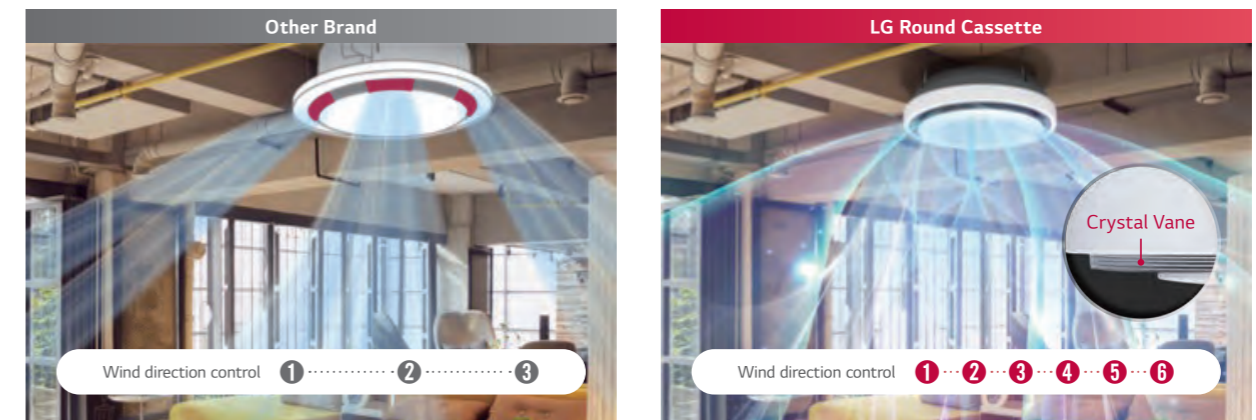 Other Brand
Wind direction control 1 2 3
LG Round Cassette
Crystal Vane
Wind direction control 1 2 3 4 5 6